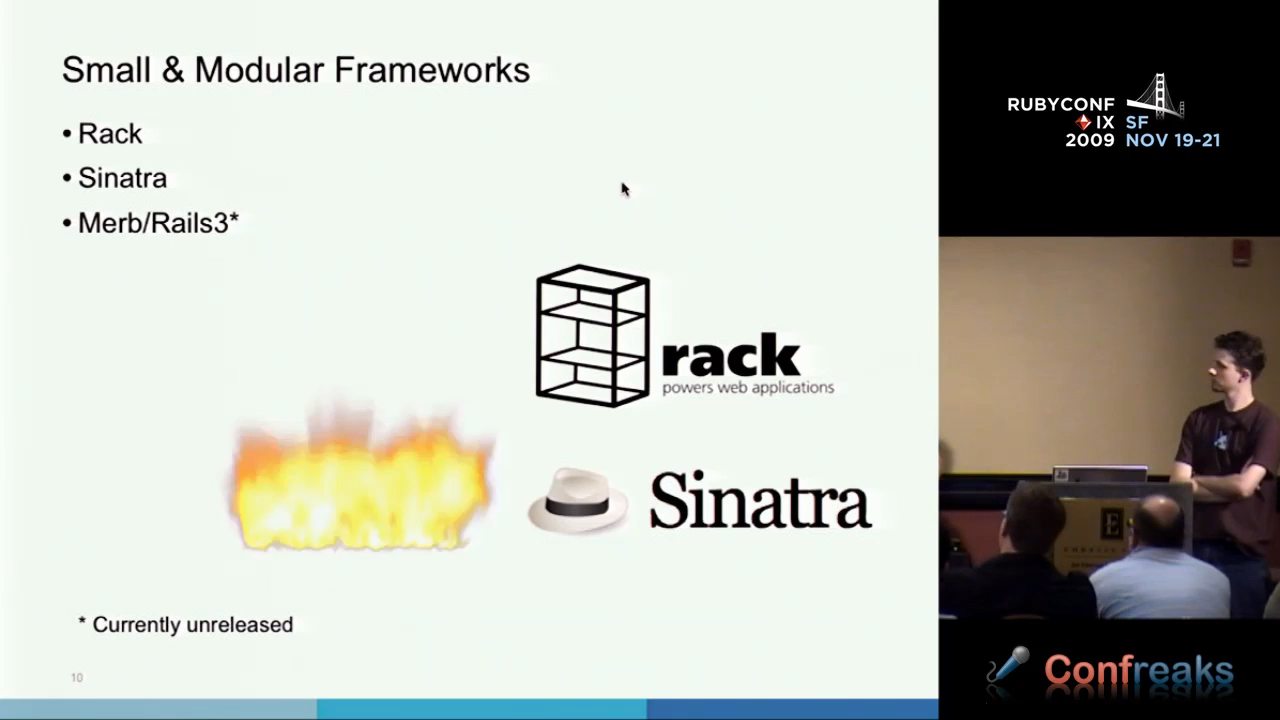 Small & Modular Frameworks
• Rack
• Sinatra
• Merb/Rails3*
rack
powers web applications
Sinatra
* Currently unreleased
10
RUBYCONF
IX SF
2009 NOV 19-21
E
Confreaks